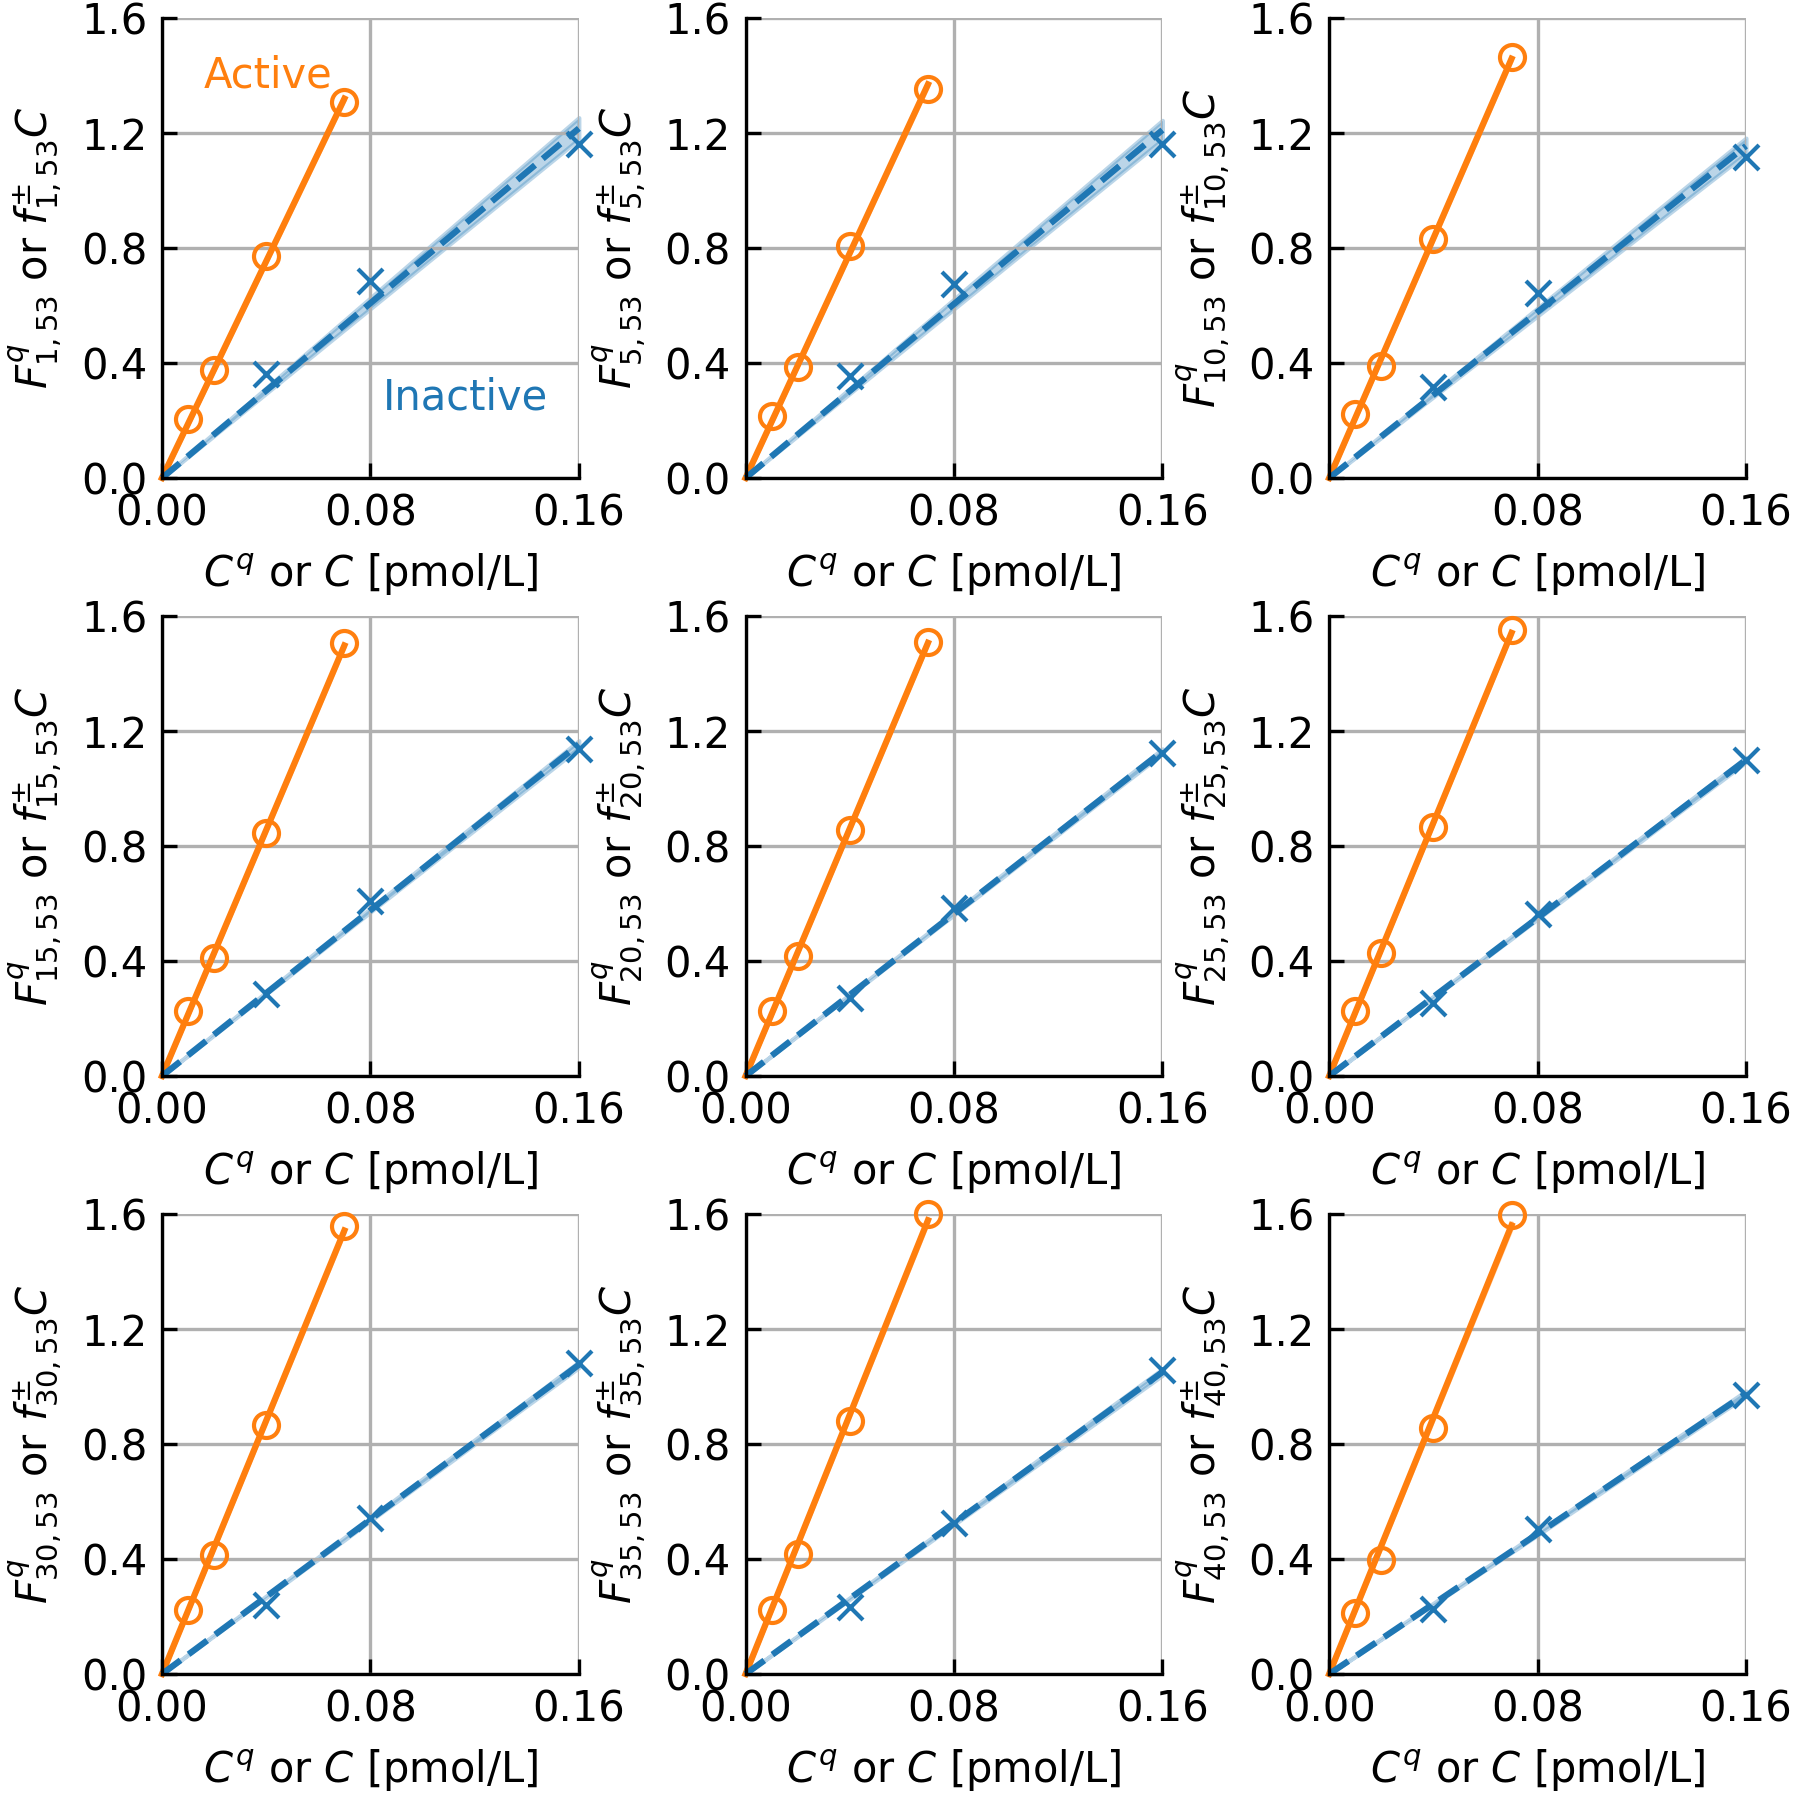 1.6
1.2
0.8
0.4
0.0
0.00 0.08 0.16
Active
Inactive
F^q_{1,53} or f^±_{1,53}C
C^q or C [pmol/L]
1.6
1.2
0.8
0.4
0.0
0.00 0.08 0.16
F^q_{5,53} or f^±_{5,53}C
C^q or C [pmol/L]
1.6
1.2
0.8
0.4
0.0
0.00 0.08 0.16
F^q_{10,53} or f^±_{10,53}C
C^q or C [pmol/L]
1.6
1.2
0.8
0.4
0.0
0.00 0.08 0.16
F^q_{15,53} or f^±_{15,53}C
C^q or C [pmol/L]
1.6
1.2
0.8
0.4
0.0
0.00 0.08 0.16
F^q_{20,53} or f^±_{20,53}C
C^q or C [pmol/L]
1.6
1.2
0.8
0.4
0.0
0.00 0.08 0.16
F^q_{25,53} or f^±_{25,53}C
C^q or C [pmol/L]
1.6
1.2
0.8
0.4
0.0
0.00 0.08 0.16
F^q_{30,53} or f^±_{30,53}C
C^q or C [pmol/L]
1.6
1.2
0.8
0.4
0.0
0.00 0.08 0.16
F^q_{35,53} or f^±_{35,53}C
C^q or C [pmol/L]
1.6
1.2
0.8
0.4
0.0
0.00 0.08 0.16
F^q_{40,53} or f^±_{40,53}C
C^q or C [pmol/L]